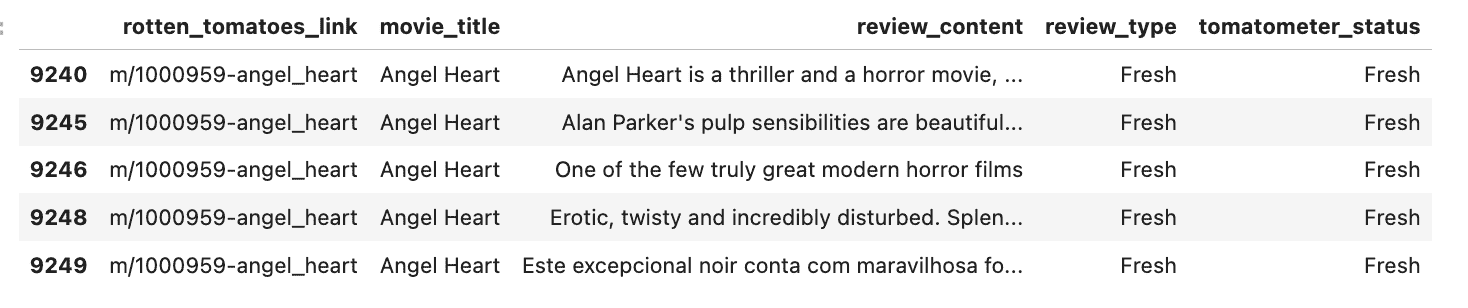 rotten_tomatoes_link movie_title review_content review_type tomatometer_status
9240 m/1000959-angel_heart Angel Heart Angel Heart is a thriller and a horror movie, ... Fresh Fresh
9245 m/1000959-angel_heart Angel Heart Alan Parker's pulp sensibilities are beautiful... Fresh Fresh
9246 m/1000959-angel_heart Angel Heart One of the few truly great modern horror films Fresh Fresh
9248 m/1000959-angel_heart Angel Heart Erotic, twisty and incredibly disturbed. Splen... Fresh Fresh
9249 m/1000959-angel_heart Angel Heart Este excepcional noir conta com maravilhosa fo... Fresh Fresh